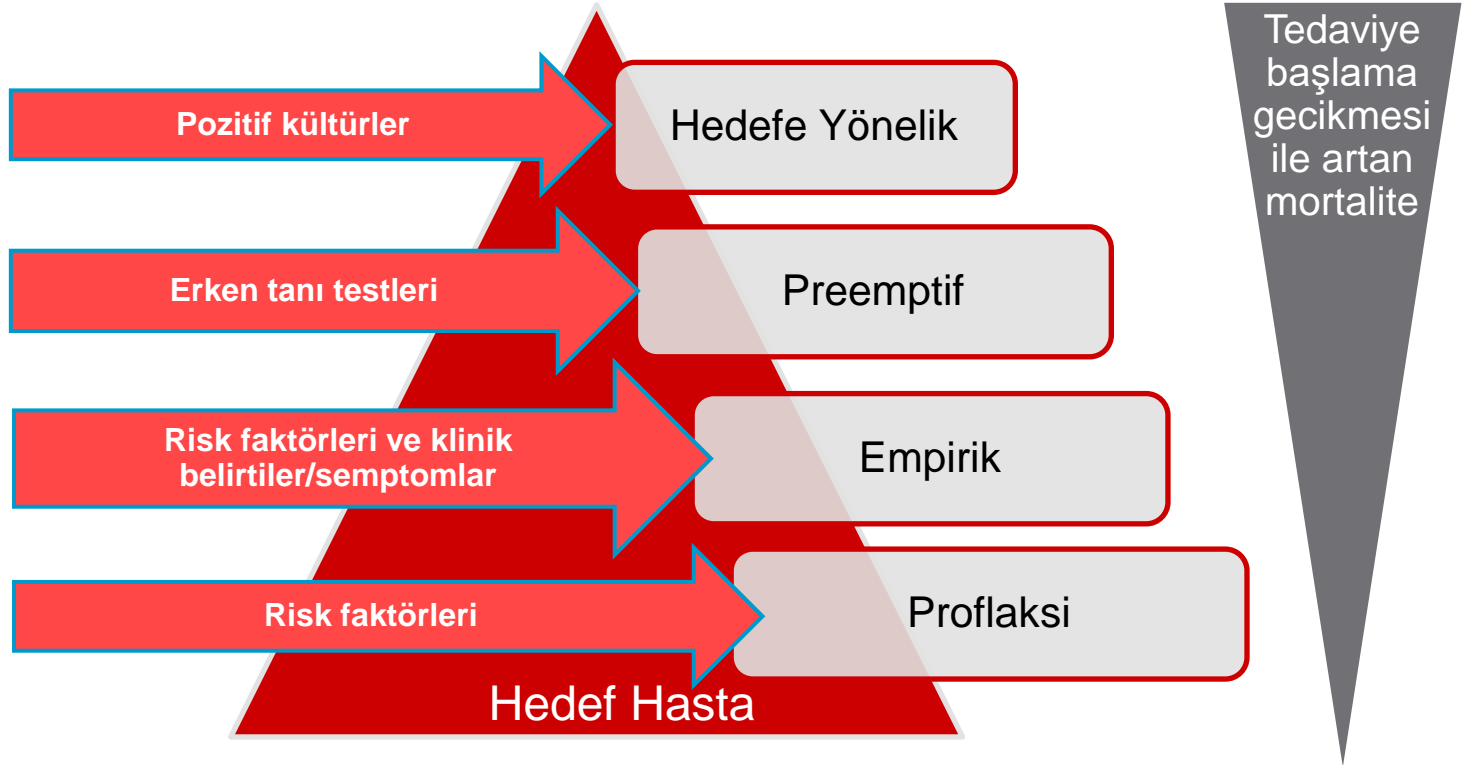 Tedaviye
başlama
gecikmesi
ile artan
mortalite
Pozitif kültürler
Hedefe Yönelik
Erken tanı testleri
Preemptif
Risk faktörleri ve klinik
belirtiler/semptomlar
Empirik
Risk faktörleri
Proflaksi
Hedef Hasta